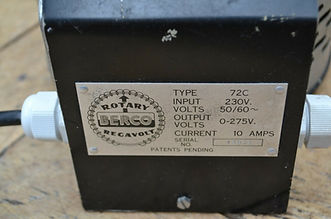 ROTARY
BERCO
REGAVOLT
TYPE 72C
INPUT 230V.
VOLTS 50/60~
OUTPUT
VOLTS 0-275V.
CURRENT 10 AMPS
SERIAL
NO.
PATENTS PENDING